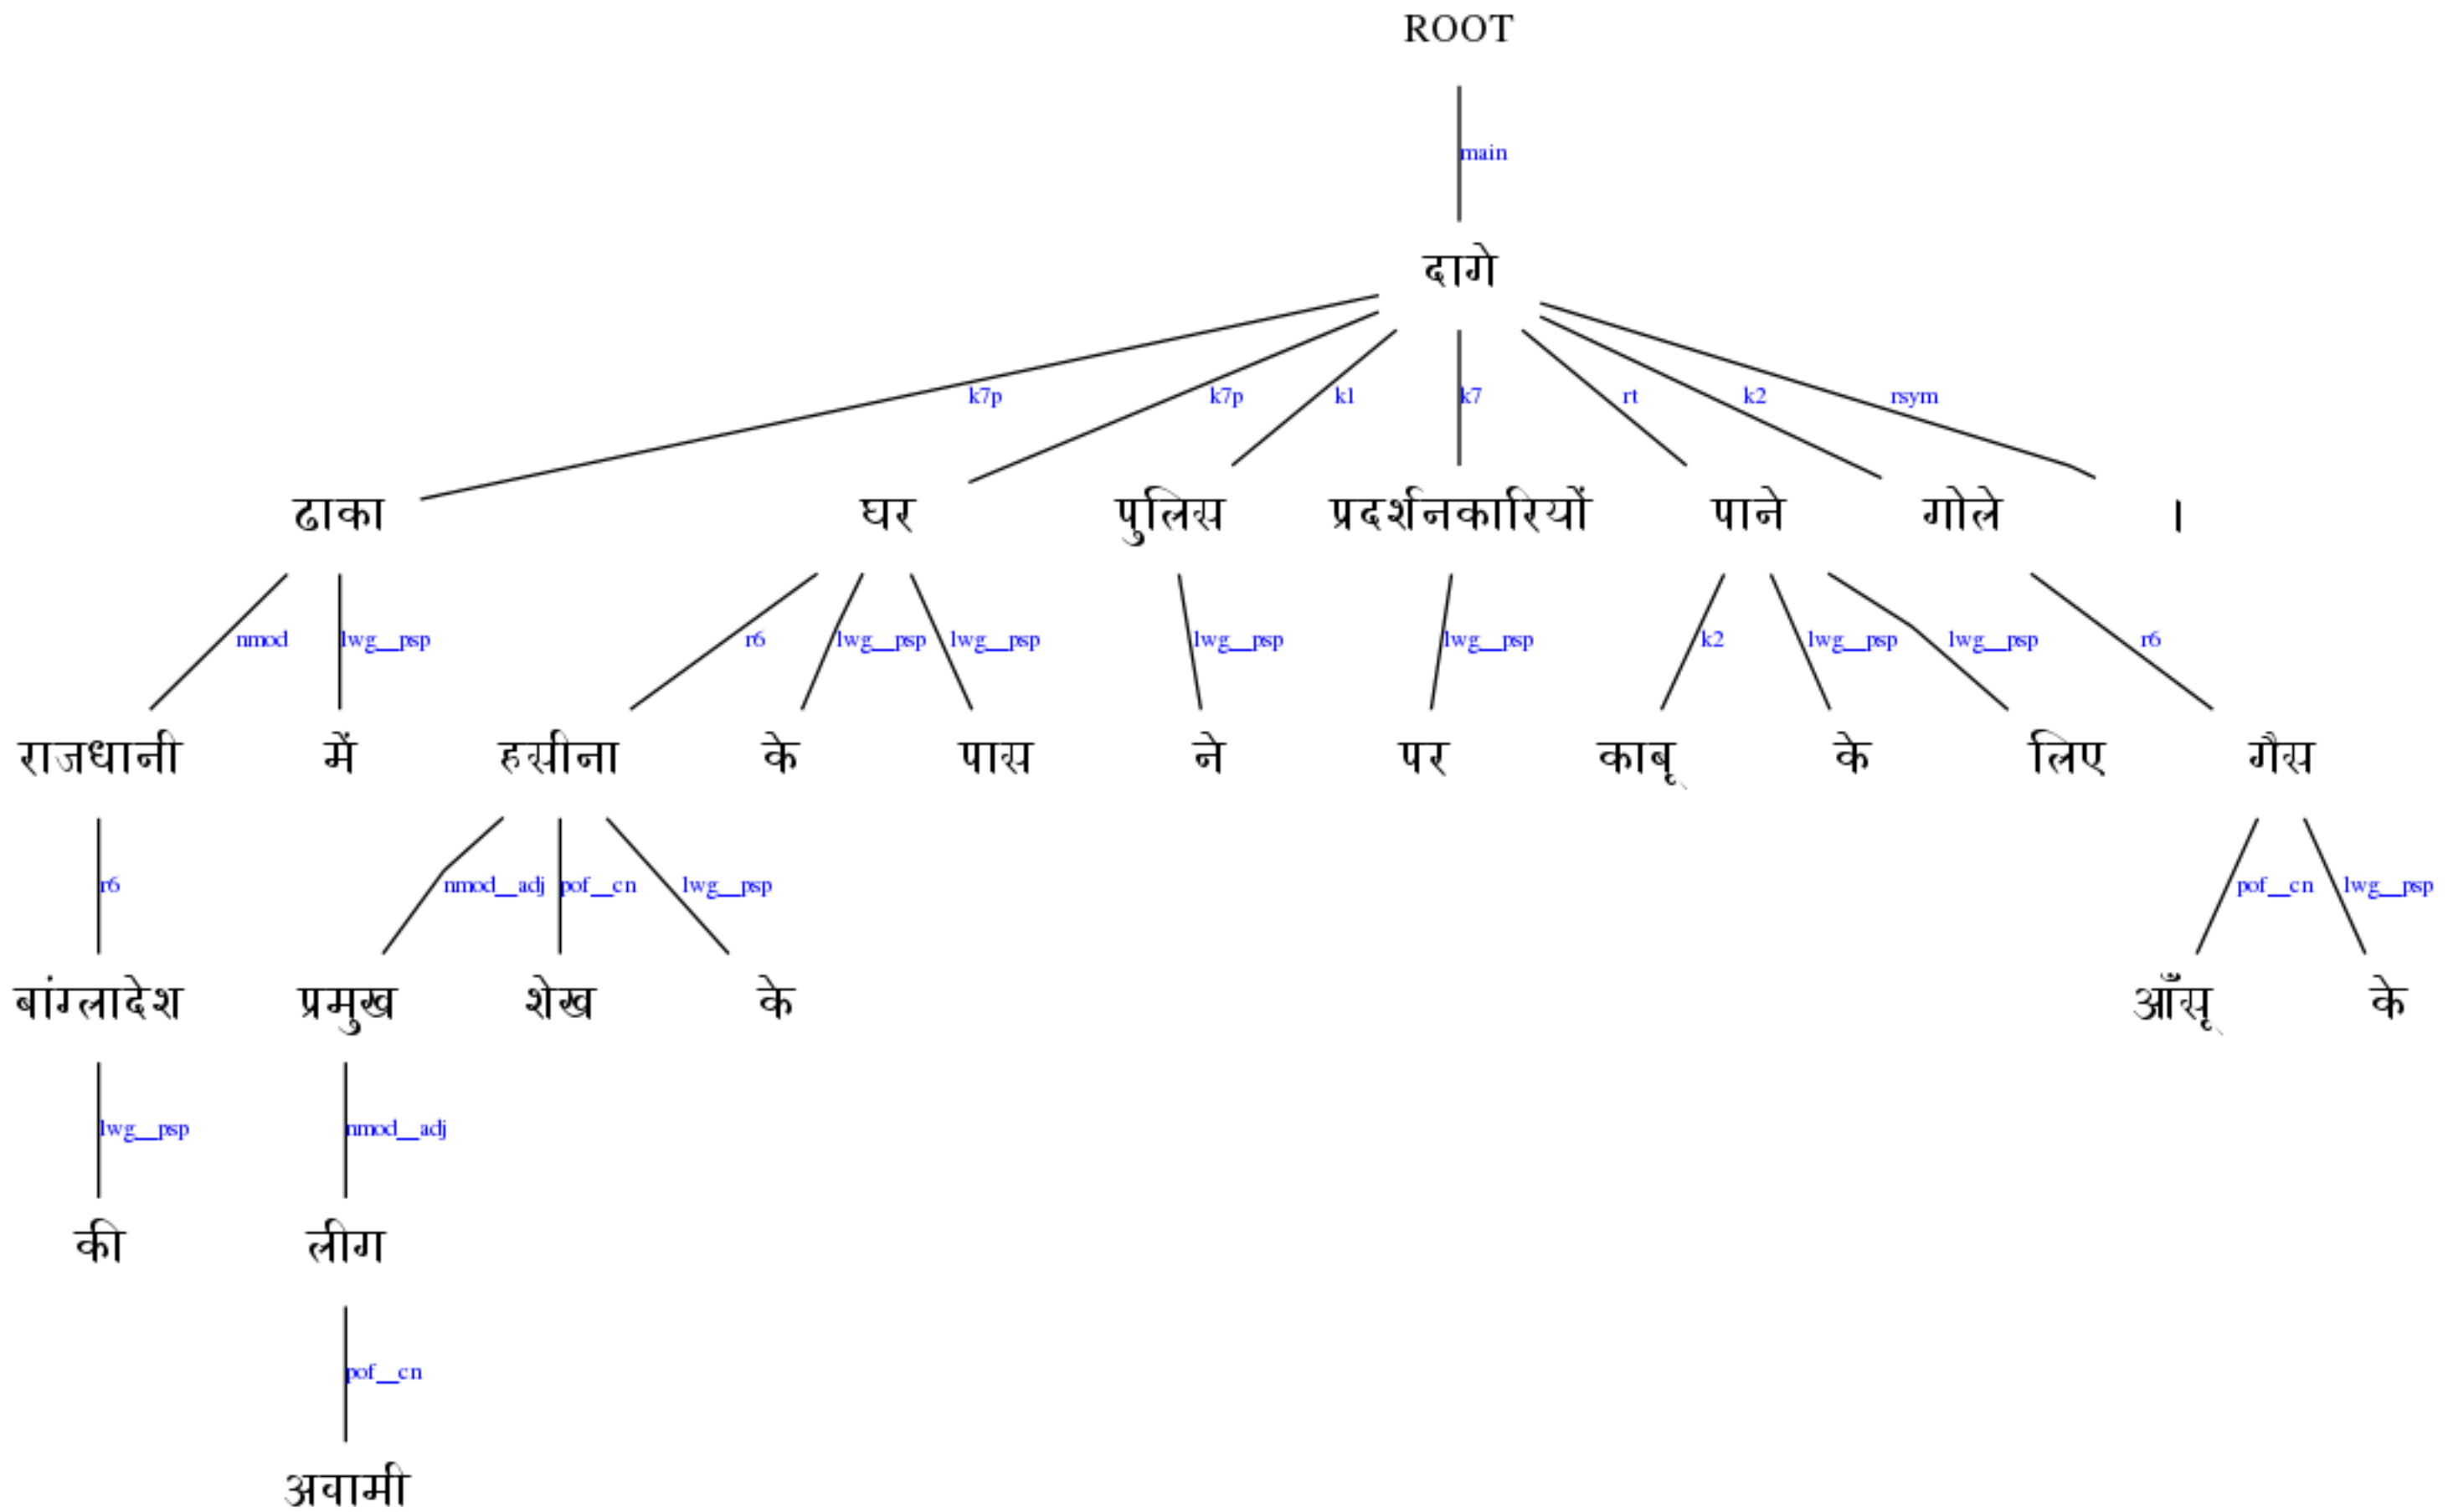 ROOT
main
दागे
k7p k7p k1 k7 rt k2 rsym
ढाका घर पुलिस प्रदर्शनकारियों पाने गोले ।
nmod lwg__psp r6 lwg__psp lwg__psp lwg__psp lwg__psp k2 lwg__psp lwg__psp r6
राजधानी में हसीना के पास ने पर काबू के लिए गैस
r6 nmod__adj pof__cn lwg__psp pof__cn lwg__psp
बांग्लादेश प्रमुख शेख के आँसू के
lwg__psp nmod__adj
की लीग
pof__cn
अवामी